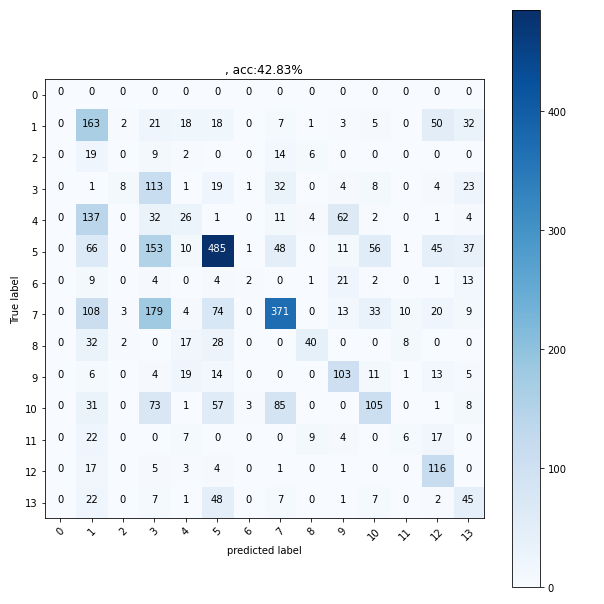 , acc:42.83%
0 0 0 0 0 0 0 0 0 0 0 0 0 0 0
1 0 163 2 21 18 18 0 7 1 3 5 0 50 32
2 0 19 0 9 2 0 0 14 6 0 0 0 0 0
3 0 1 8 113 1 19 1 32 0 4 8 0 4 23
4 0 137 0 32 26 1 0 11 4 62 2 0 1 4
5 0 66 0 153 10 485 1 48 0 11 56 1 45 37
6 0 9 0 4 0 4 2 0 1 21 2 0 1 13
7 0 108 3 179 4 74 0 371 0 13 33 10 20 9
8 0 32 2 0 17 28 0 0 40 0 0 8 0 0
9 0 6 0 4 19 14 0 0 0 103 11 1 13 5
10 0 31 0 73 1 57 3 85 0 0 105 0 1 8
11 0 22 0 0 7 0 0 0 9 4 0 6 17 0
12 0 17 0 5 3 4 0 1 0 1 0 0 116 0
13 0 22 0 7 1 48 0 7 0 1 7 0 2 45
0 1 2 3 4 5 6 7 8 9 10 11 12 13
predicted label
True label
400
300
200
100
0